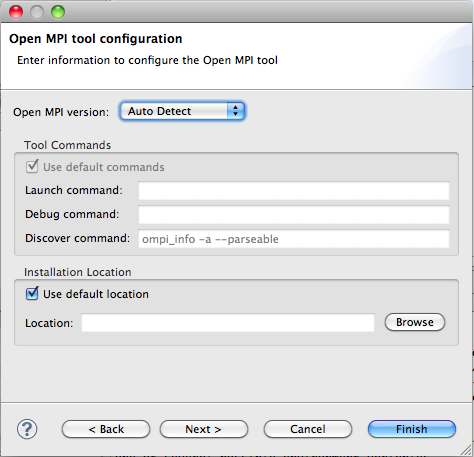 Open MPI tool configuration
Enter information to configure the Open MPI tool
Open MPI version: Auto Detect
Tool Commands
Use default commands
Launch command:
Debug command:
Discover command: ompi_info -a --parseable
Installation Location
Use default location
Location: Browse
? < Back Next > Cancel Finish